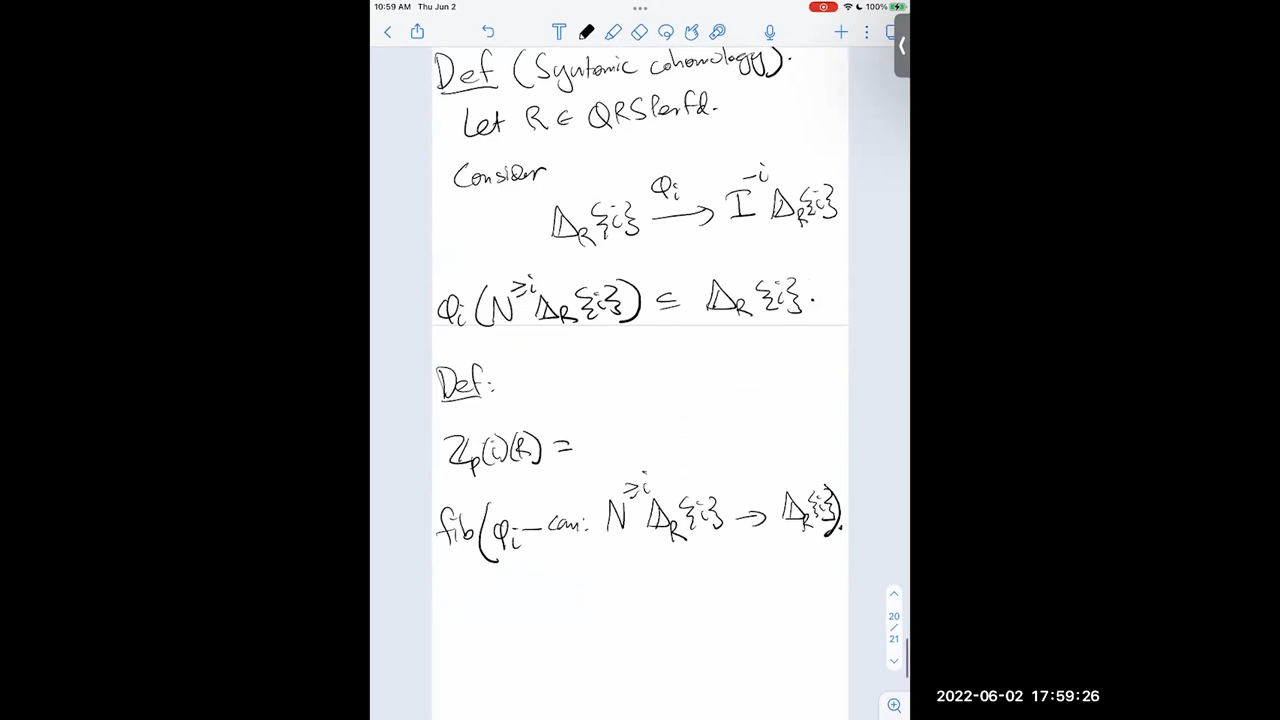 10:59 AM Thu Jun 2
100%
Def (Syntomic cohomology).
Let R ∈ QRSPerfd.
Consider
Δ_R{i} —φ_i→ I^{-i} Δ_R{i}
φ_i(N^{≥i} Δ_R{i}) ⊆ Δ_R{i}.
Def:
ℤ_p(i)(R) =
fib(φ_i – can: N^{≥i} Δ_R{i} → Δ_R{i}).
20
/
21
2022-06-02 17:59:26